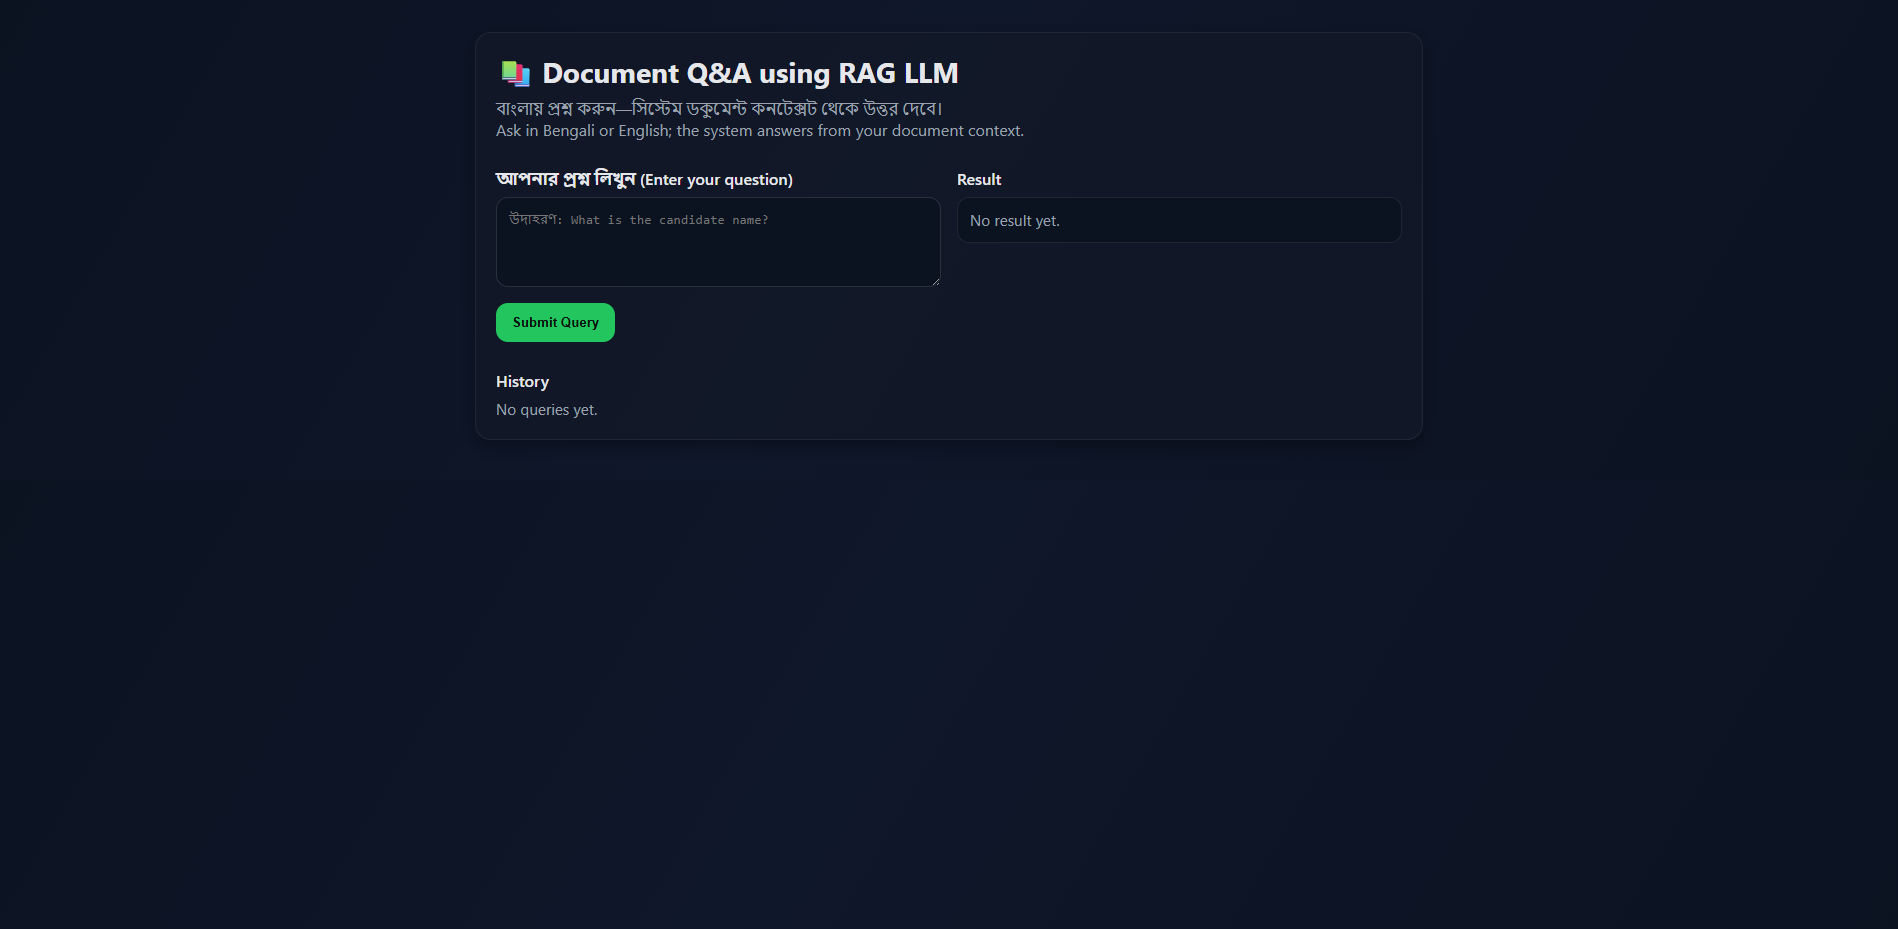 📚 Document Q&A using RAG LLM
বাংলায় প্রশ্ন করুন—সিস্টেম ডকুমেন্ট কনটেক্সট থেকে উত্তর দেবে।
Ask in Bengali or English; the system answers from your document context.
আপনার প্রশ্ন লিখুন (Enter your question)
উদাহরণ: What is the candidate name?
Submit Query
Result
No result yet.
History
No queries yet.